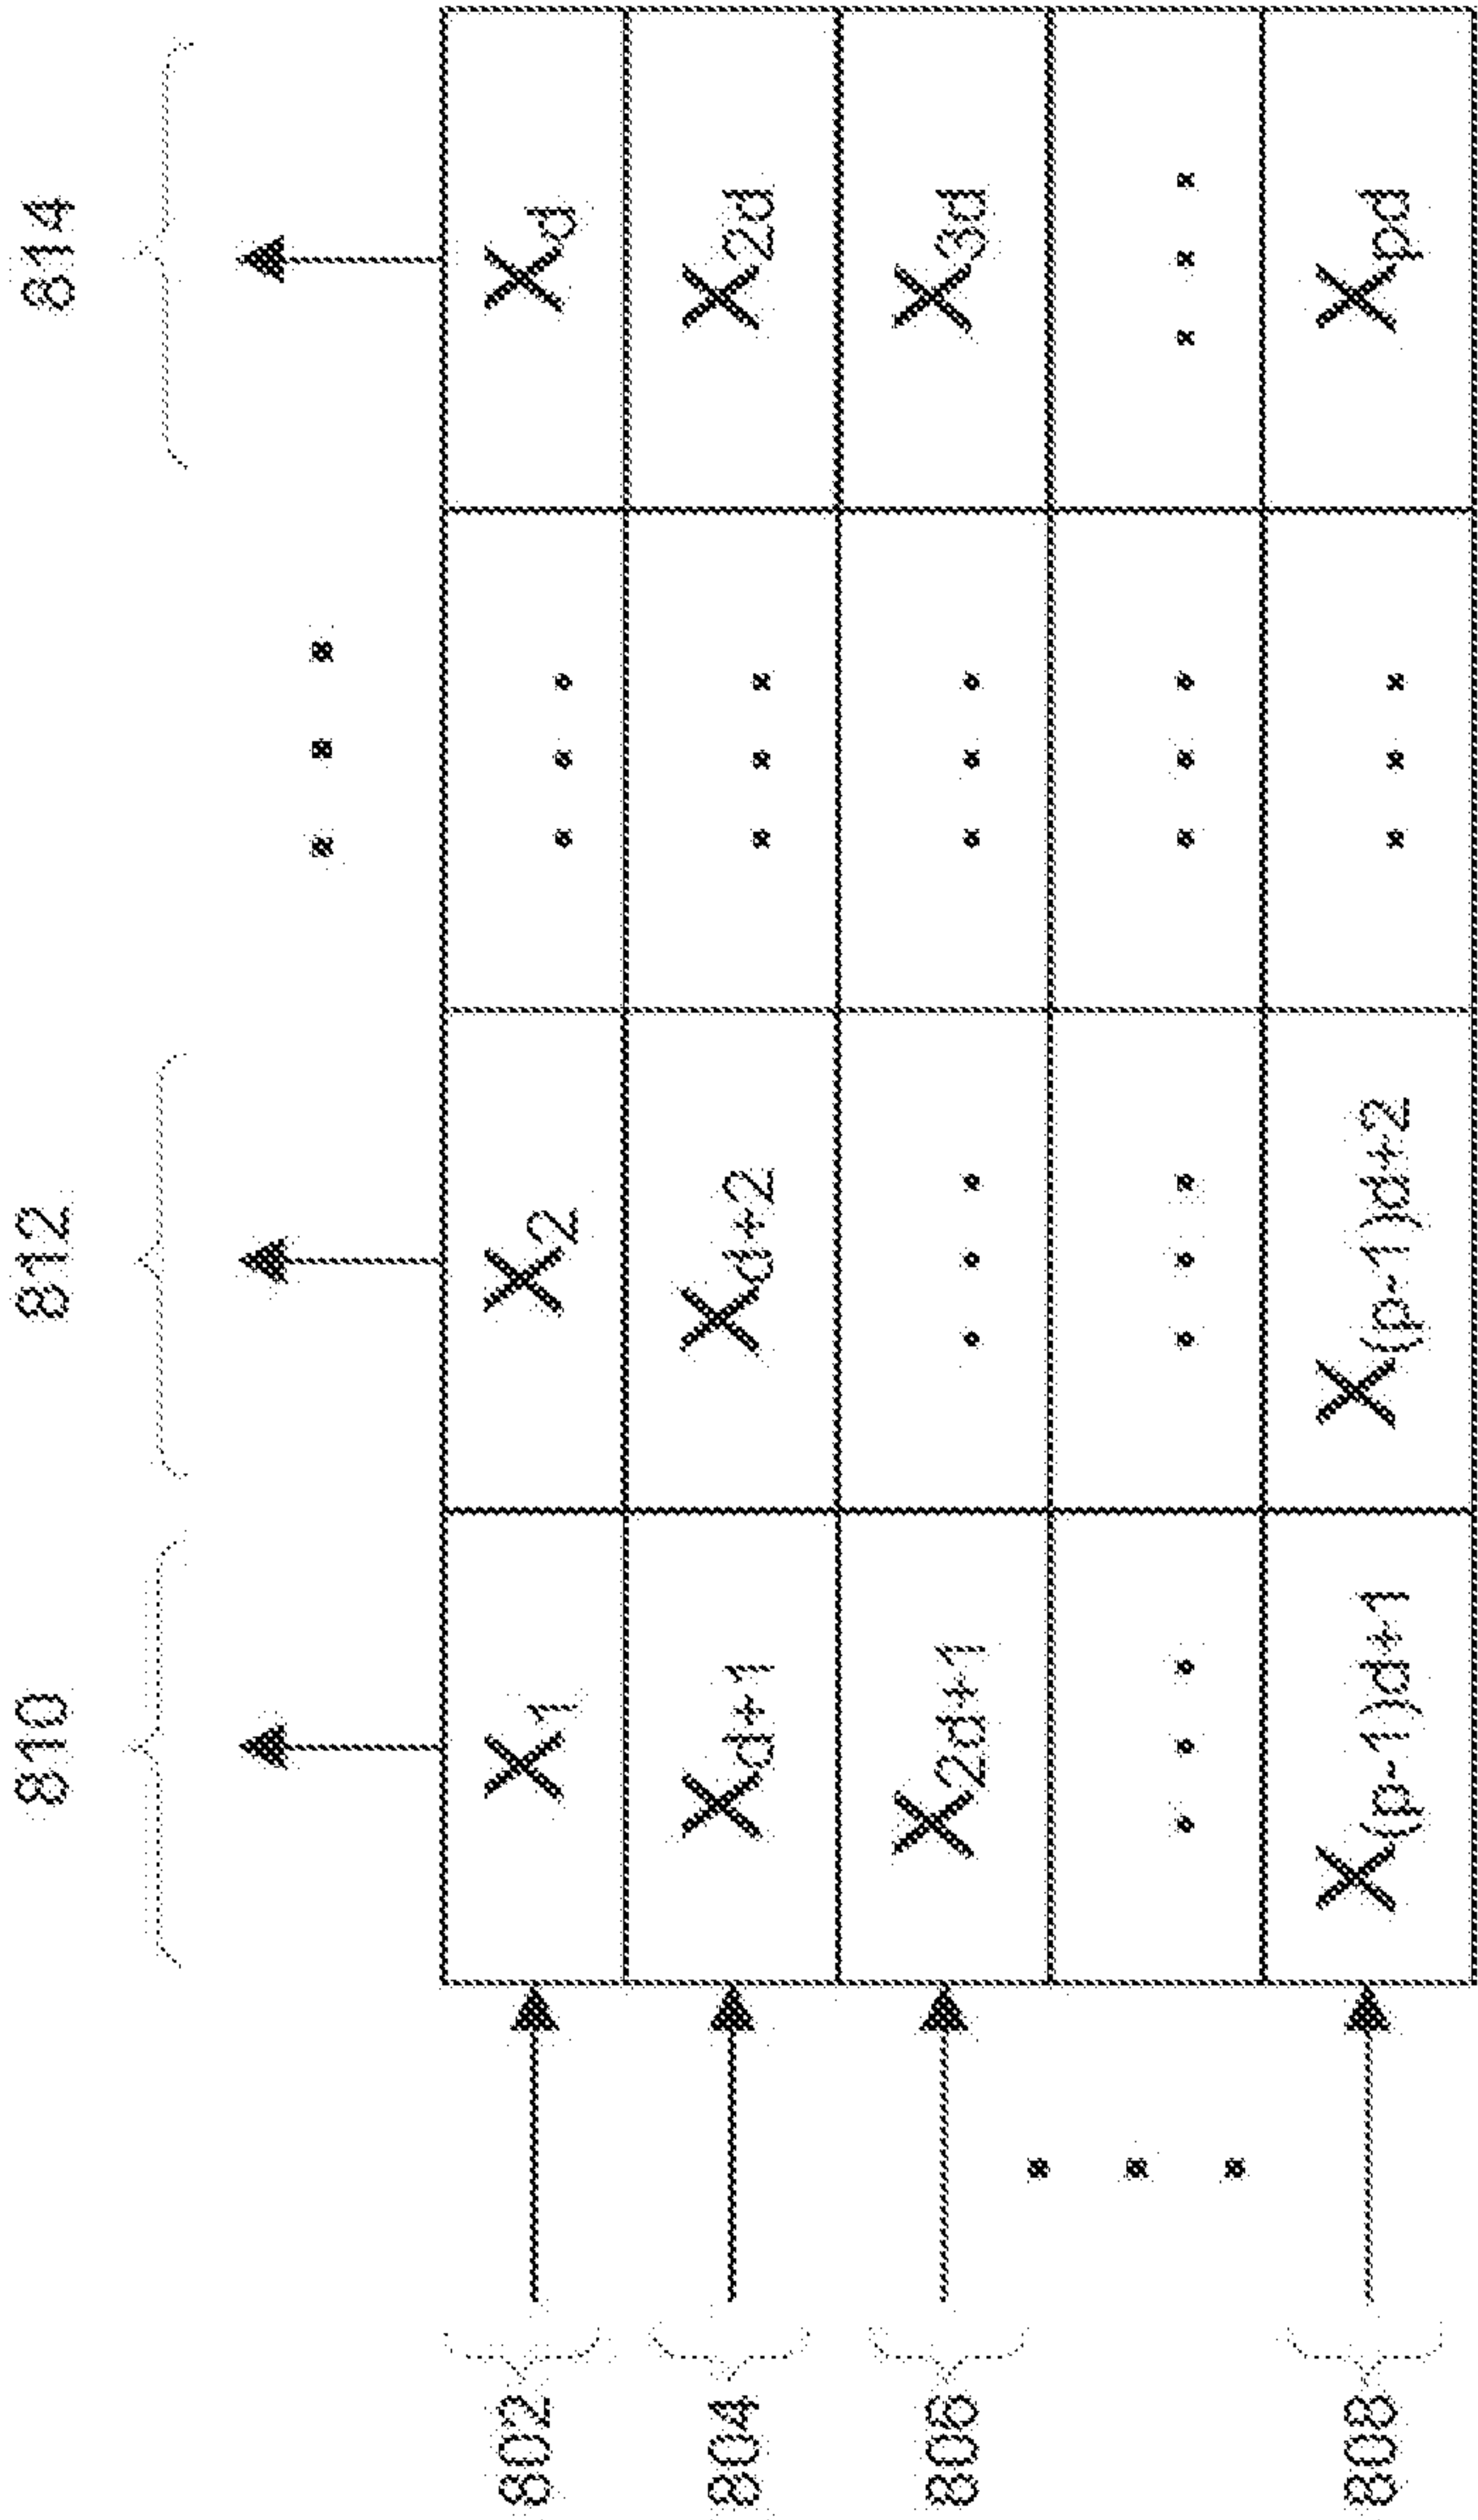 810 812 814
802 X1 X2 Xd
804 Xd+1 Xd+2 X2d
806 X2d+1 X3d
808 X(p-1)d+1 X(p-1)d+2 Xpd